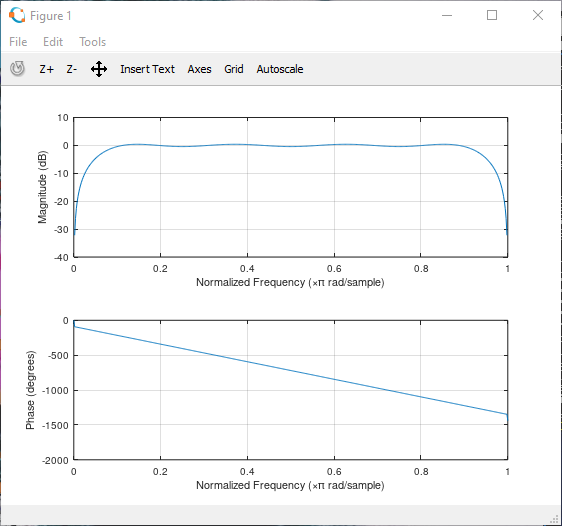 Figure 1
File Edit Tools
Z+ Z- Insert Text Axes Grid Autoscale
10
0
-10
-20
-30
-40
Magnitude (dB)
0 0.2 0.4 0.6 0.8 1
Normalized Frequency (×π rad/sample)
0
-500
-1000
-1500
-2000
Phase (degrees)
0 0.2 0.4 0.6 0.8 1
Normalized Frequency (×π rad/sample)